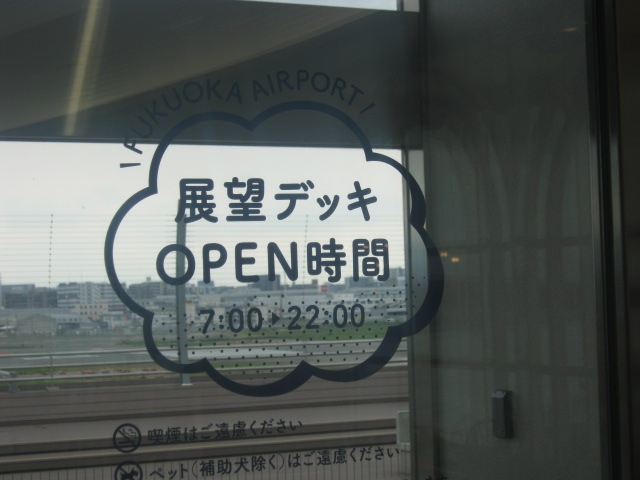 FUKUOKA AIRPORT
展望デッキ
OPEN時間
7:00▶22:00
喫煙はご遠慮ください
ペット(補助犬除く)はご遠慮ください